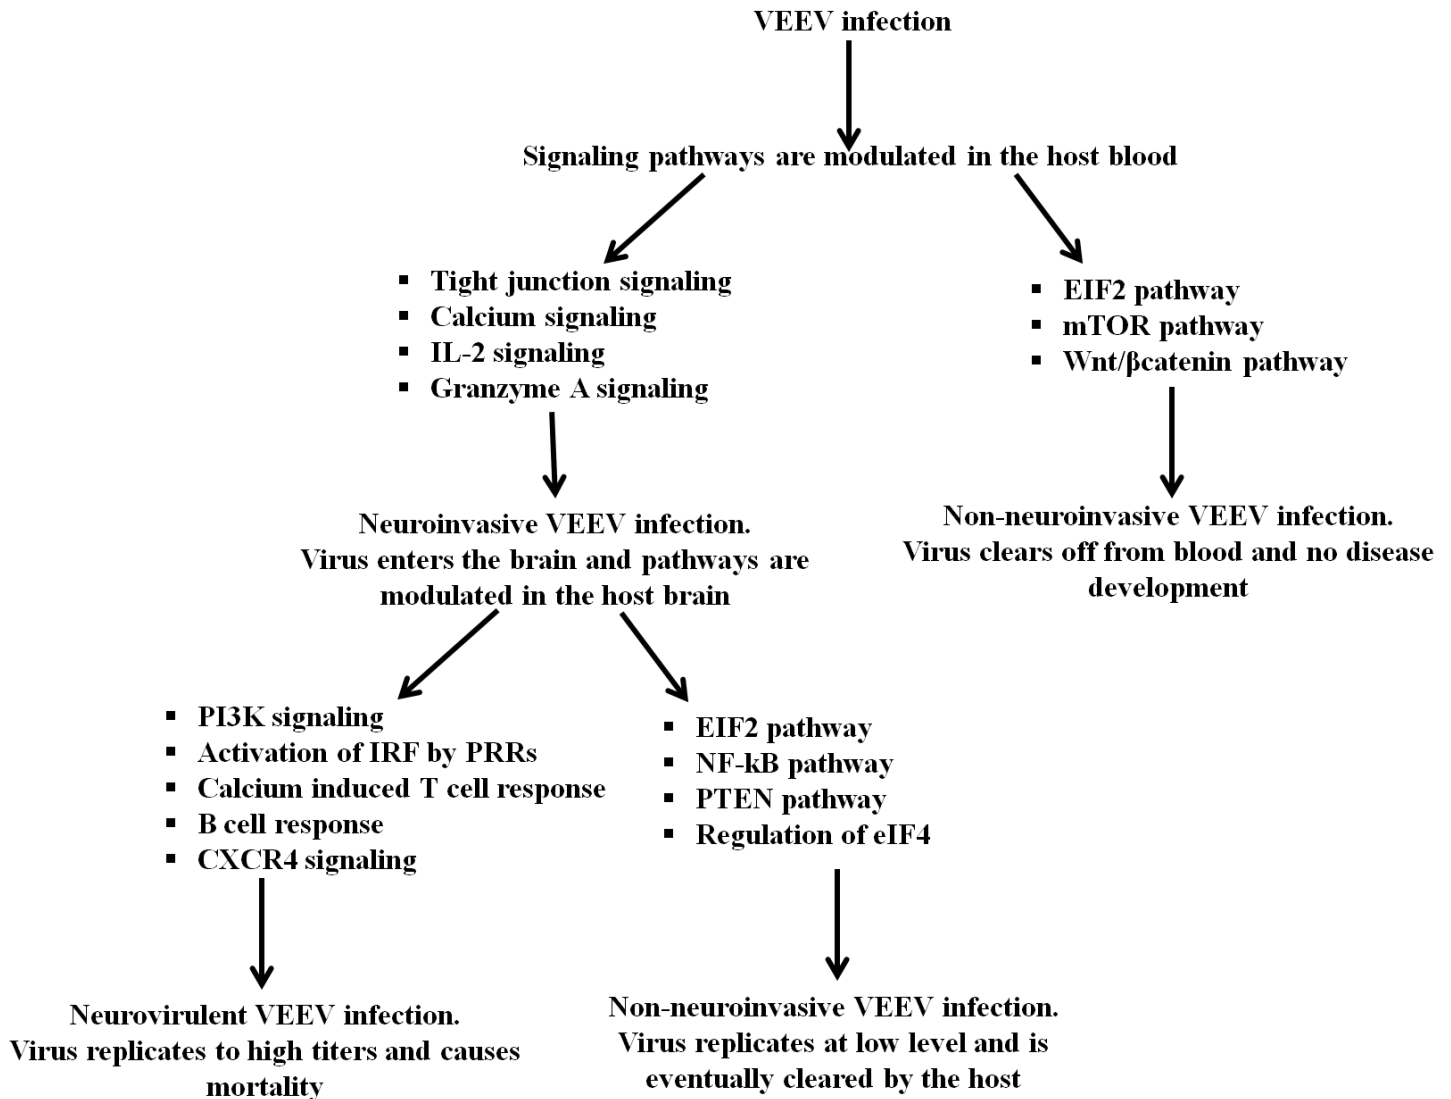 VEEV infection
Signaling pathways are modulated in the host blood
▪ Tight junction signaling
▪ Calcium signaling
▪ IL-2 signaling
▪ Granzyme A signaling
▪ EIF2 pathway
▪ mTOR pathway
▪ Wnt/βcatenin pathway
Neuroinvasive VEEV infection.
Virus enters the brain and pathways are
modulated in the host brain
Non-neuroinvasive VEEV infection.
Virus clears off from blood and no disease
development
▪ PI3K signaling
▪ Activation of IRF by PRRs
▪ Calcium induced T cell response
▪ B cell response
▪ CXCR4 signaling
▪ EIF2 pathway
▪ NF-kB pathway
▪ PTEN pathway
▪ Regulation of eIF4
Neurovirulent VEEV infection.
Virus replicates to high titers and causes
mortality
Non-neuroinvasive VEEV infection.
Virus replicates at low level and is
eventually cleared by the host